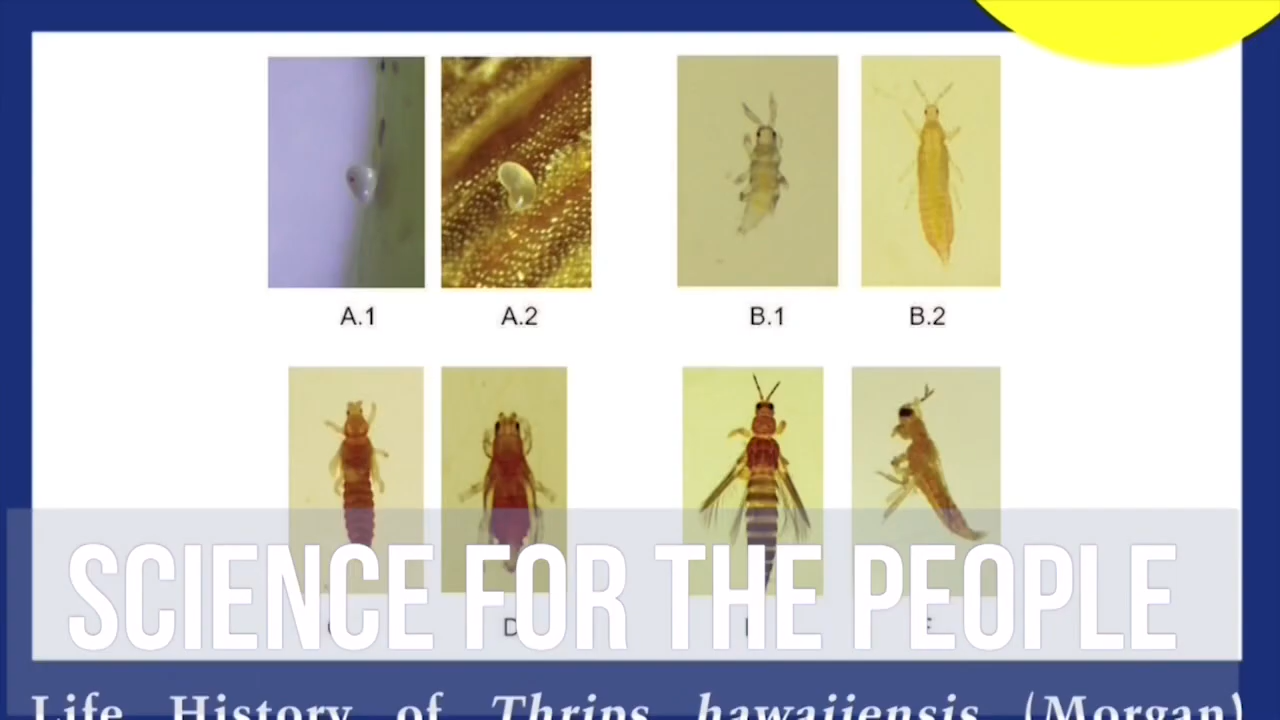 A.1 A.2 B.1 B.2
D
SCIENCE FOR THE PEOPLE
Life History of Thrips hawaiiensis (Morgan)